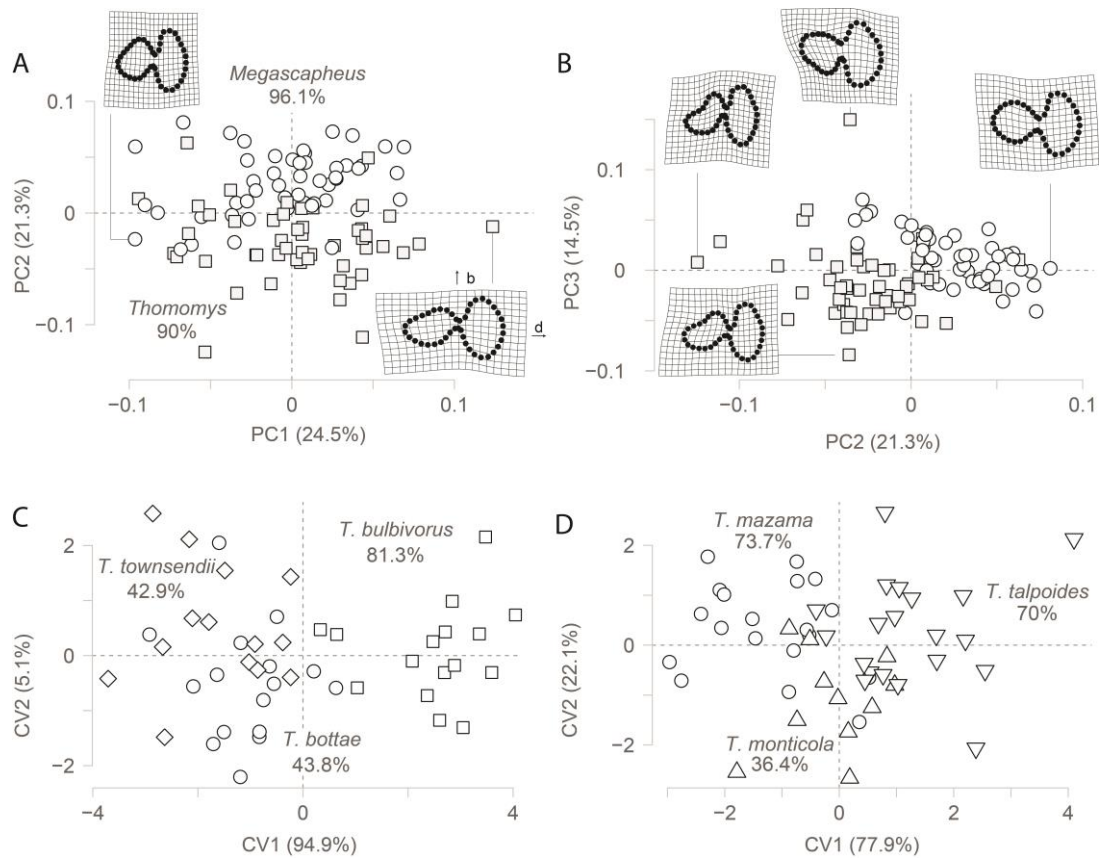 A
Megascapheus
96.1%
0.1
PC2 (21.3%)
0
Thomomys
90%
b
d
−0.1
−0.1
0
0.1
PC1 (24.5%)
B
0.1
PC3 (14.5%)
0
−0.1
−0.1
0
0.1
PC2 (21.3%)
C
2
T. townsendii
42.9%
T. bulbivorus
81.3%
CV2 (5.1%)
0
T. bottae
43.8%
−2
−4
−2
0
2
4
CV1 (94.9%)
D
T. mazama
73.7%
2
T. talpoides
70%
CV2 (22.1%)
0
T. monticola
36.4%
−2
−2
0
2
4
CV1 (77.9%)